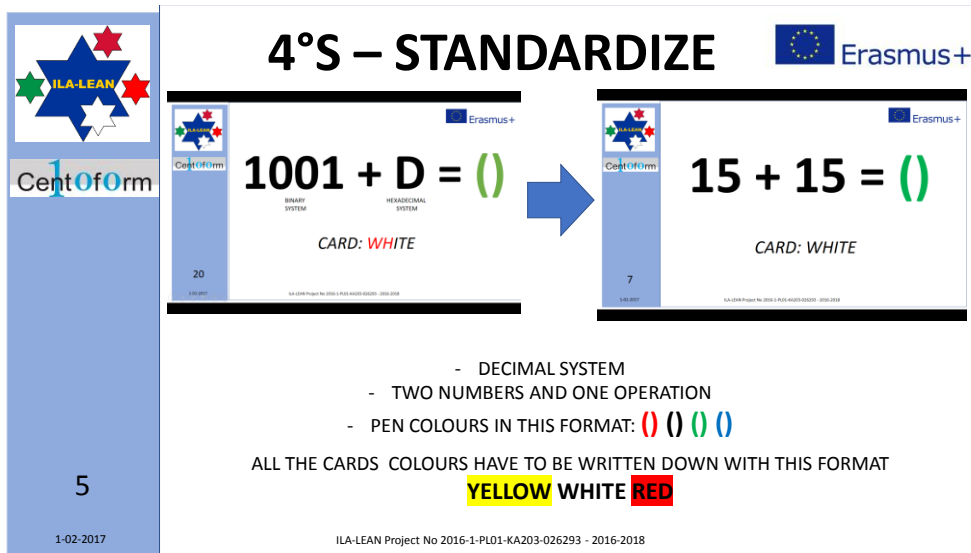 4°S – STANDARDIZE
Erasmus+
ILA-LEAN
Centoform
Erasmus+
ILA-LEAN
Centoform
1001 + D = ()
BINARY
SYSTEM
HEXADECIMAL
SYSTEM
CARD: WHITE
20
1-02-2017
ILA-LEAN Project No 2016-1-PL01-KA203-026293 - 2016-2018
Erasmus+
ILA-LEAN
Centoform
15 + 15 = ()
CARD: WHITE
7
1-02-2017
ILA-LEAN Project No 2016-1-PL01-KA203-026293 - 2016-2018
- DECIMAL SYSTEM
- TWO NUMBERS AND ONE OPERATION
- PEN COLOURS IN THIS FORMAT: () () () ()
ALL THE CARDS COLOURS HAVE TO BE WRITTEN DOWN WITH THIS FORMAT
YELLOW WHITE RED
5
1-02-2017
ILA-LEAN Project No 2016-1-PL01-KA203-026293 - 2016-2018